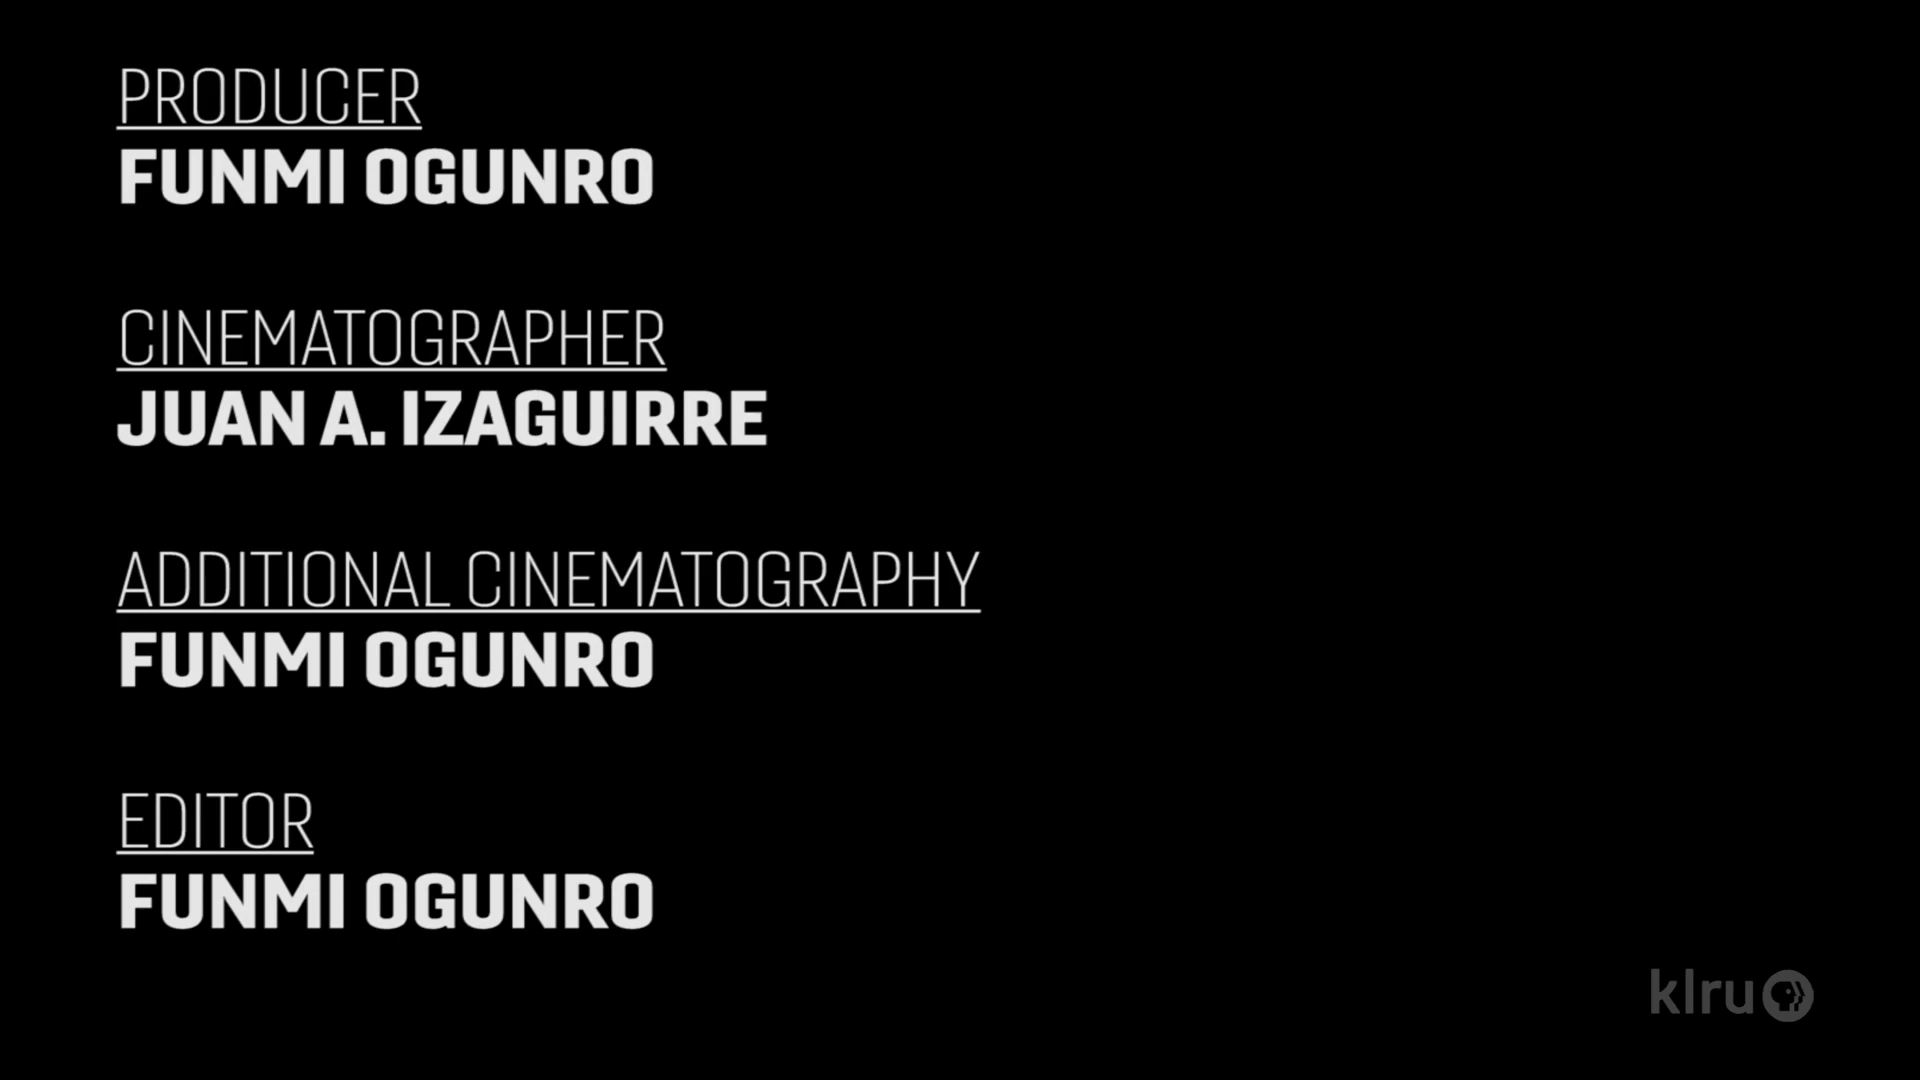 PRODUCER
FUNMI OGUNRO
CINEMATOGRAPHER
JUAN A. IZAGUIRRE
ADDITIONAL CINEMATOGRAPHY
FUNMI OGUNRO
EDITOR
FUNMI OGUNRO
klru